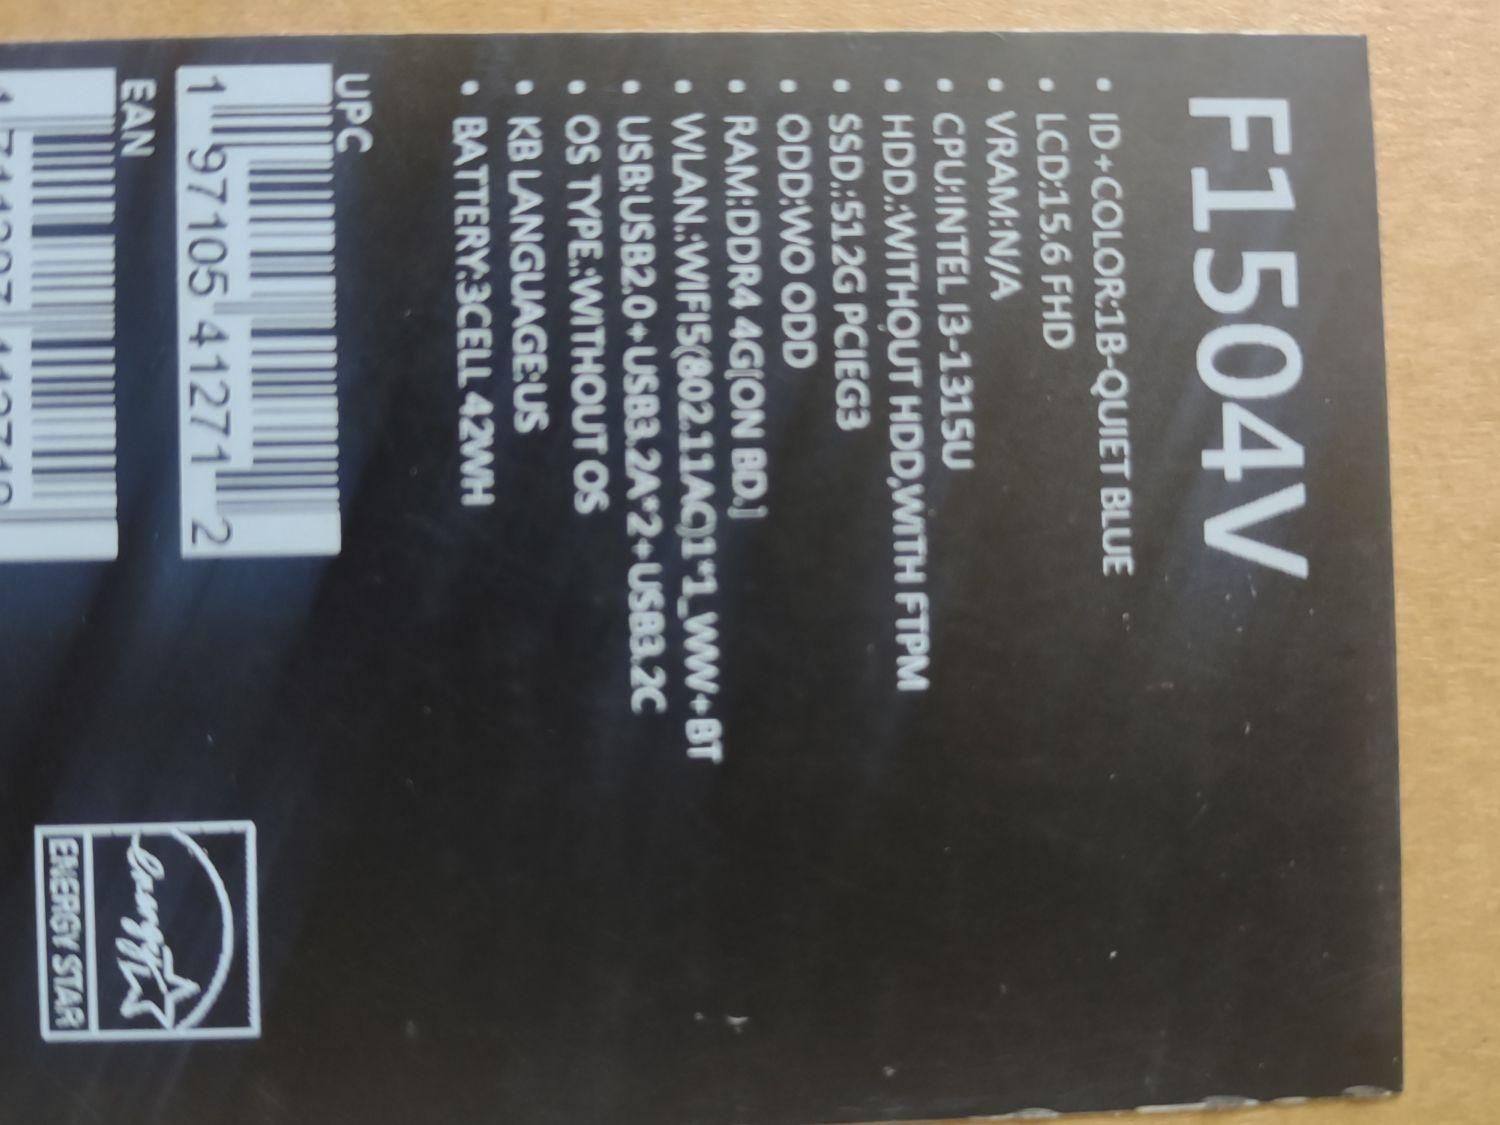 F1504V
• ID+COLOR:1B-QUIET BLUE
• LCD:15.6 FHD
• VRAM:N/A
• CPU:INTEL I3-1315U
• HDD.:WITHOUT HDD,WITH FTPM
• SSD.:512G PCIEG3
• ODD:WO ODD
• RAM:DDR4 4G[ON BD.]
• WLAN.:WIFI5(802.11AC)1*1_WW+BT
• USB:USB2.0+USB3.2A*2+USB3.2C
• OS TYPE.:WITHOUT OS
• KB LANGUAGE:US
• BATTERY:3CELL 42WH
UPC
1 97105 41271 2
EAN
energy
ENERGY STAR